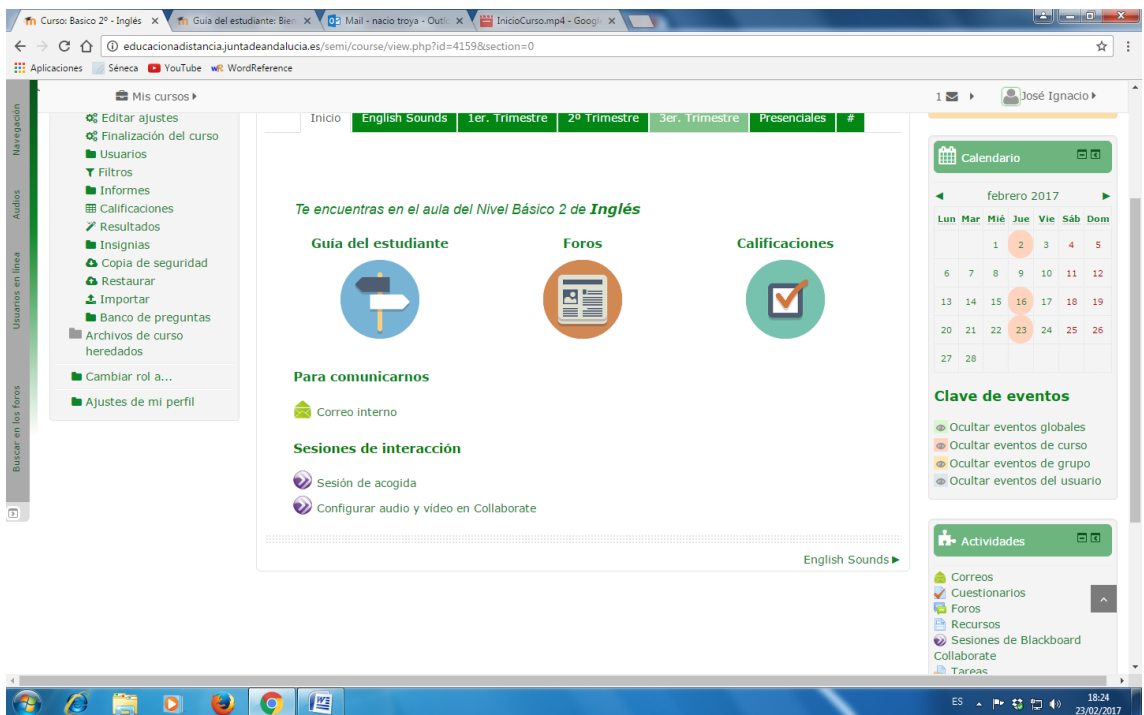 Curso: Basico 2º - Inglés
Guía del estudiante: Bien
Mail - nacio troya - Outl
InicioCurso.mp4 - Googl
educacionadistancia.juntadeandalucia.es/semi/course/view.php?id=4159&section=0
Aplicaciones Séneca YouTube WordReference
Mis cursos
1
José Ignacio
Navegación
Audios
Usuarios en línea
Buscar en los foros
Editar ajustes
Finalización del curso
Usuarios
Filtros
Informes
Calificaciones
Resultados
Insignias
Copia de seguridad
Restaurar
Importar
Banco de preguntas
Archivos de curso
heredados
Cambiar rol a...
Ajustes de mi perfil
Inicio English Sounds 1er. Trimestre 2º Trimestre 3er. Trimestre Presenciales #
Te encuentras en el aula del Nivel Básico 2 de Inglés
Guía del estudiante Foros Calificaciones
Para comunicarnos
Correo interno
Sesiones de interacción
Sesión de acogida
Configurar audio y vídeo en Collaborate
English Sounds
Calendario
febrero 2017
Lun Mar Mié Jue Vie Sáb Dom
1 2 3 4 5
6 7 8 9 10 11 12
13 14 15 16 17 18 19
20 21 22 23 24 25 26
27 28
Clave de eventos
Ocultar eventos globales
Ocultar eventos de curso
Ocultar eventos de grupo
Ocultar eventos del usuario
Actividades
Correos
Cuestionarios
Foros
Recursos
Sesiones de Blackboard
Collaborate
Tareas
ES
18:24
23/02/2017